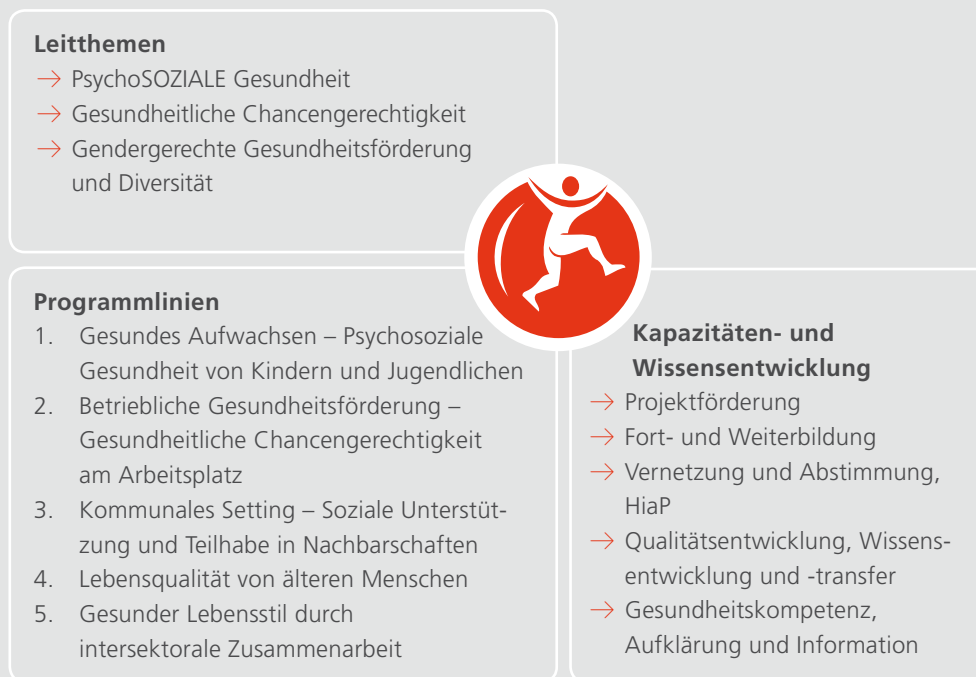 Leitthemen
→ PsychoSOZIALE Gesundheit
→ Gesundheitliche Chancengerechtigkeit
→ Gendergerechte Gesundheitsförderung
und Diversität
Programmlinien
1. Gesundes Aufwachsen – Psychosoziale
Gesundheit von Kindern und Jugendlichen
2. Betriebliche Gesundheitsförderung –
Gesundheitliche Chancengerechtigkeit
am Arbeitsplatz
3. Kommunales Setting – Soziale Unterstüt-
zung und Teilhabe in Nachbarschaften
4. Lebensqualität von älteren Menschen
5. Gesunder Lebensstil durch
intersektorale Zusammenarbeit
Kapazitäten- und
Wissensentwicklung
→ Projektförderung
→ Fort- und Weiterbildung
→ Vernetzung und Abstimmung,
HiaP
→ Qualitätsentwicklung, Wissens-
entwicklung und -transfer
→ Gesundheitskompetenz,
Aufklärung und Information